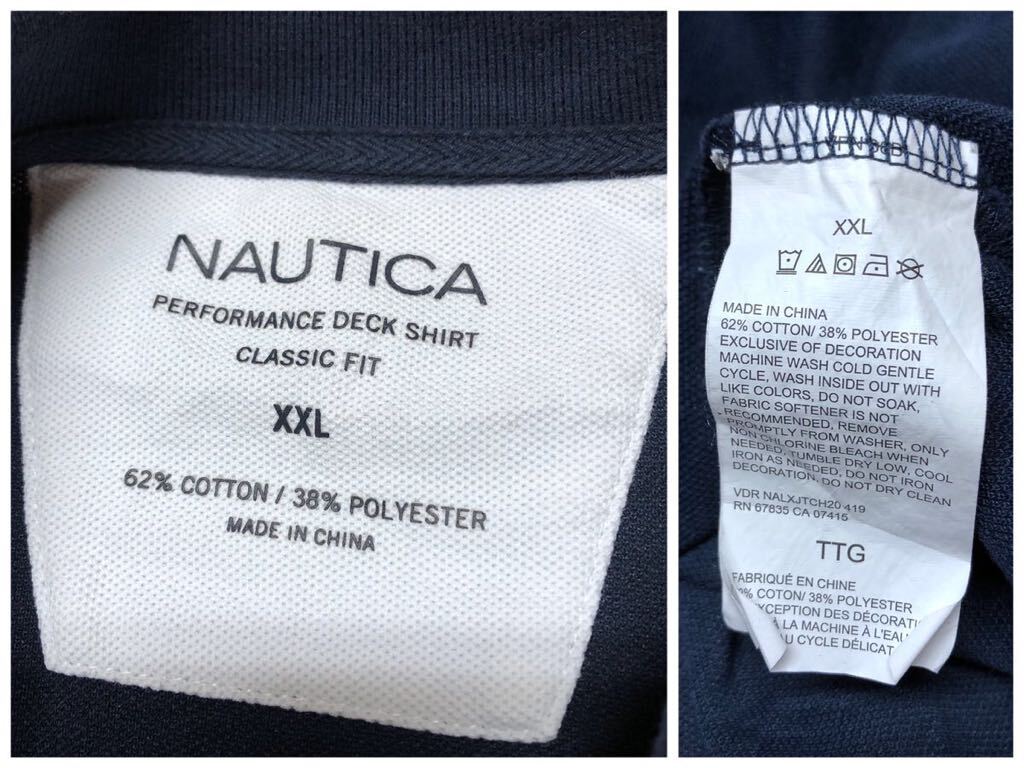 NAUTICA
PERFORMANCE DECK SHIRT
CLASSIC FIT
XXL
62% COTTON / 38% POLYESTER
MADE IN CHINA
XXL
MADE IN CHINA
62% COTTON/ 38% POLYESTER
EXCLUSIVE OF DECORATION
MACHINE WASH COLD GENTLE
CYCLE, WASH INSIDE OUT WITH
LIKE COLORS, DO NOT SOAK,
FABRIC SOFTENER IS NOT
RECOMMENDED, REMOVE
PROMPTLY FROM WASHER, ONLY
NON CHLORINE BLEACH WHEN
NEEDED, TUMBLE DRY LOW, COOL
IRON AS NEEDED, DO NOT IRON
DECORATION, DO NOT DRY CLEAN
VDR NALXJTCH20 419
RN 67835 CA 07415
TTG
FABRIQUÉ EN CHINE
COTON/ 38% POLYESTER
DES
LA MACHINE À
CYCLE DÉLICAT